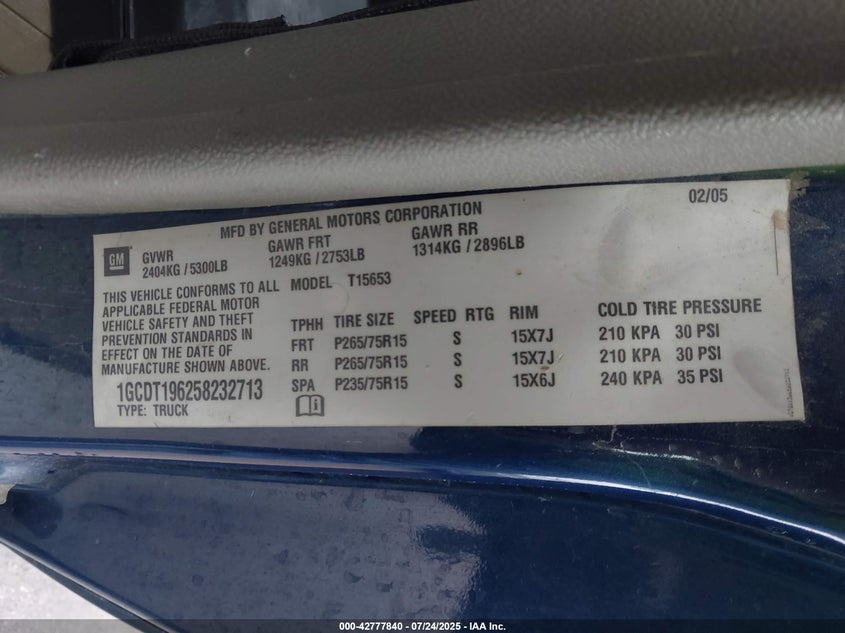 02/05
MFD BY GENERAL MOTORS CORPORATION
GM
GVWR GAWR FRT GAWR RR
2404KG / 5300LB 1249KG / 2753LB 1314KG / 2896LB
THIS VEHICLE CONFORMS TO ALL
APPLICABLE FEDERAL MOTOR
VEHICLE SAFETY AND THEFT
PREVENTION STANDARDS IN
EFFECT ON THE DATE OF
MANUFACTURE SHOWN ABOVE.
1GCDT196258232713
TYPE: TRUCK
MODEL T15653
TPHH TIRE SIZE SPEED RTG RIM COLD TIRE PRESSURE
FRT P265/75R15 S 15X7J 210 KPA 30 PSI
RR P265/75R15 S 15X7J 210 KPA 30 PSI
SPA P235/75R15 S 15X6J 240 KPA 35 PSI
000-42777840 - 07/24/2025 - IAA Inc.